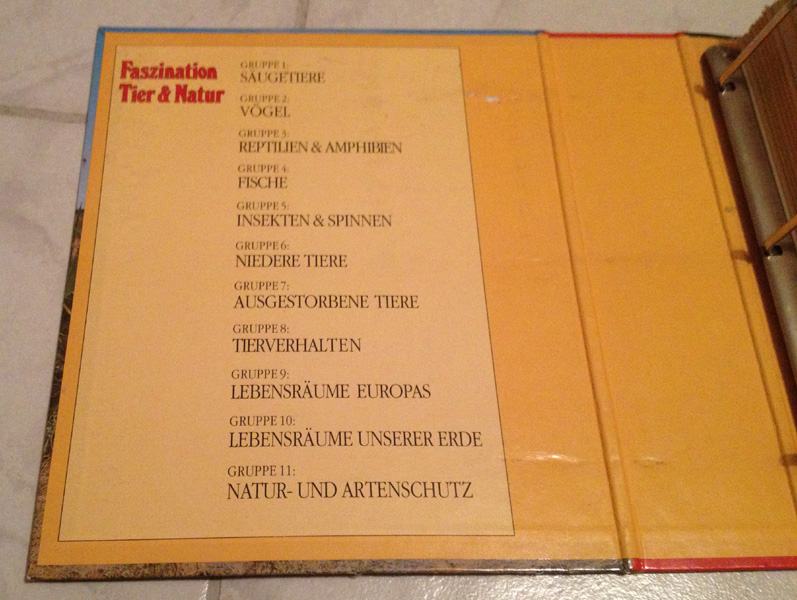 Faszination
Tier & Natur
GRUPPE 1:
SÄUGETIERE
GRUPPE 2:
VÖGEL
GRUPPE 3:
REPTILIEN & AMPHIBIEN
GRUPPE 4:
FISCHE
GRUPPE 5:
INSEKTEN & SPINNEN
GRUPPE 6:
NIEDERE TIERE
GRUPPE 7:
AUSGESTORBENE TIERE
GRUPPE 8:
TIERVERHALTEN
GRUPPE 9:
LEBENSRÄUME EUROPAS
GRUPPE 10:
LEBENSRÄUME UNSERER ERDE
GRUPPE 11:
NATUR- UND ARTENSCHUTZ